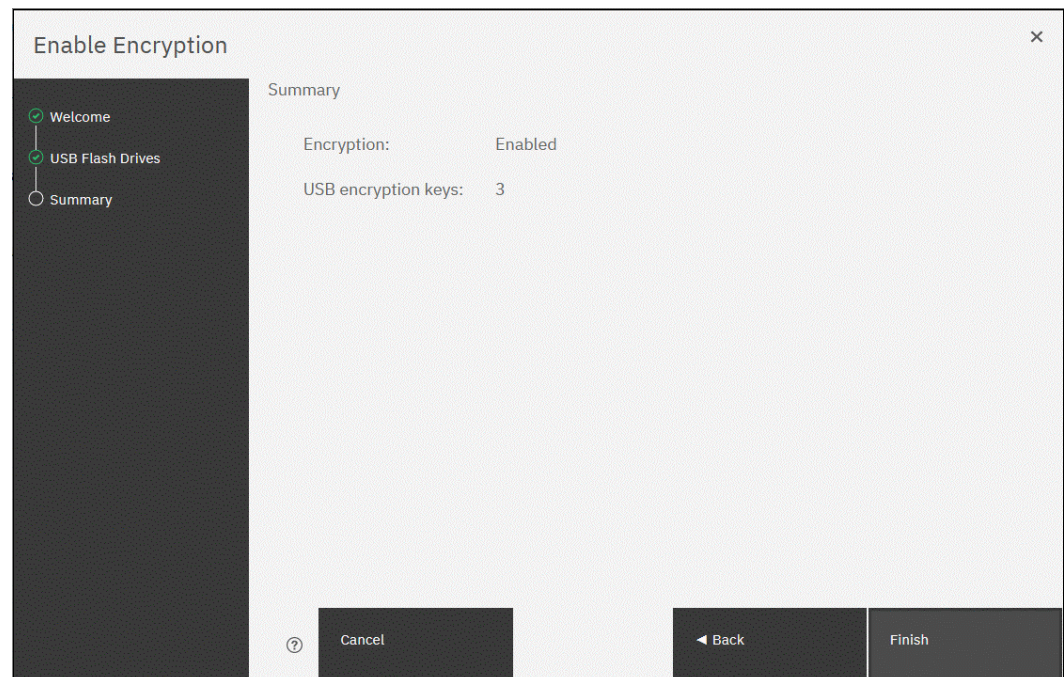 Enable Encryption
Welcome
USB Flash Drives
Summary
Summary
Encryption: Enabled
USB encryption keys: 3
Cancel
Back
Finish